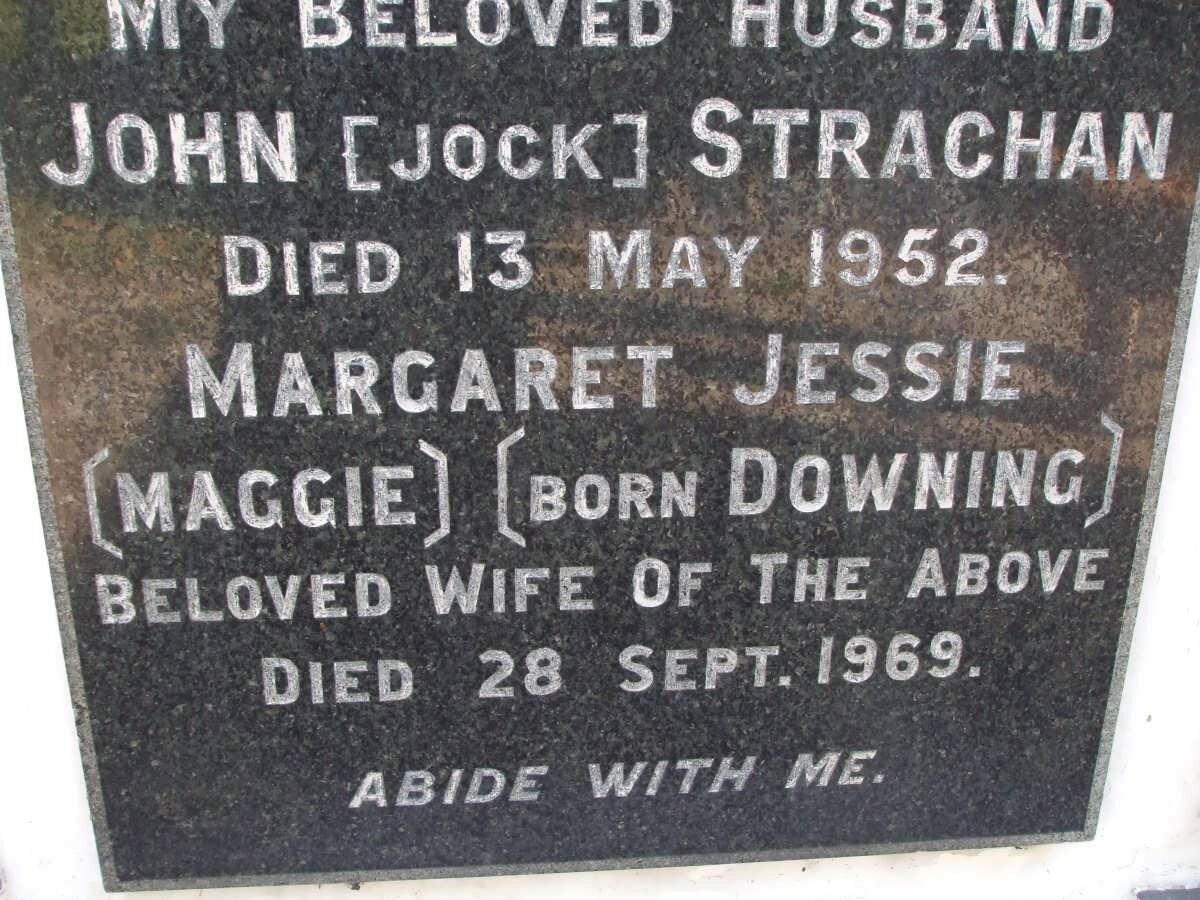 MY BELOVED HUSBAND
JOHN [JOCK] STRACHAN
DIED 13 MAY 1952.
MARGARET JESSIE
[MAGGIE] [BORN DOWNING]
BELOVED WIFE OF THE ABOVE
DIED 28 SEPT. 1969.
ABIDE WITH ME.